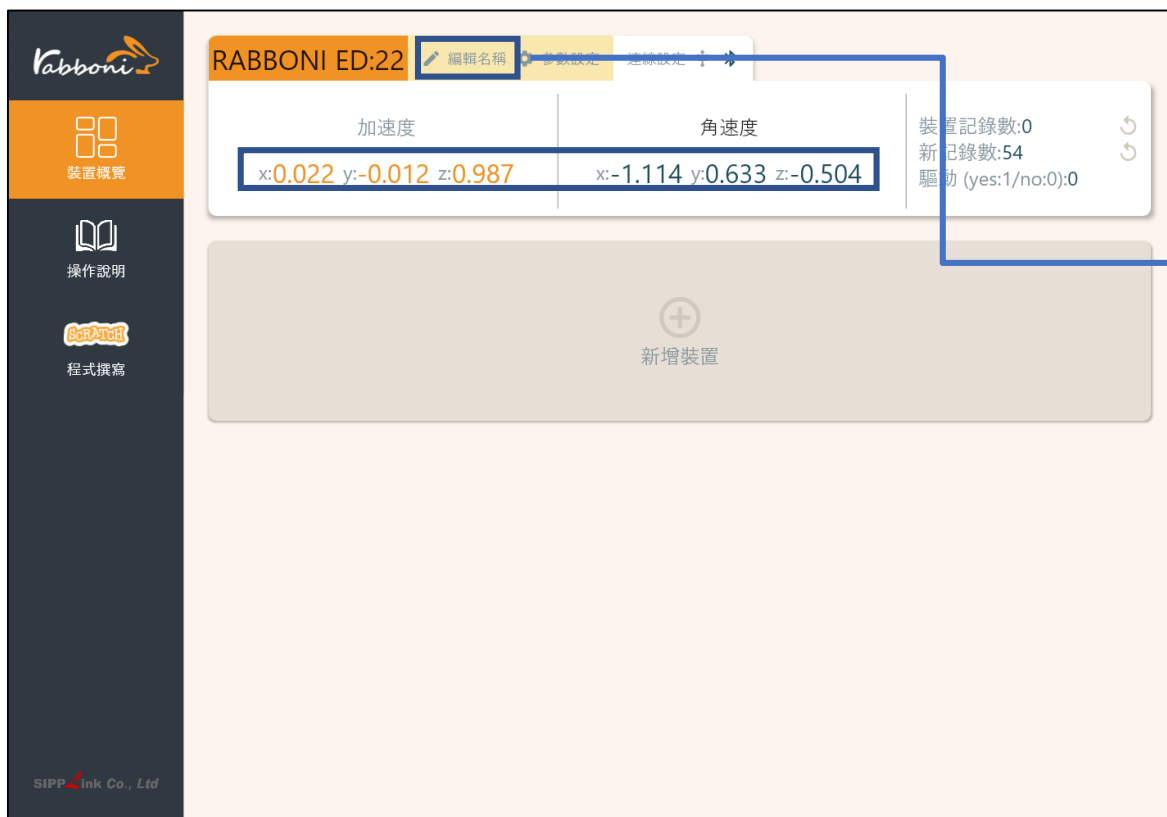 rabboni
裝置概覽
操作說明
SCRATCH
程式撰寫
SIPPLink Co., Ltd
RABBONI ED:22 編輯名稱 參數設定 連線設定
加速度
x:0.022 y:-0.012 z:0.987
角速度
x:-1.114 y:0.633 z:-0.504
裝置記錄數:0
新記錄數:54
驅動 (yes:1/no:0):0
新增裝置